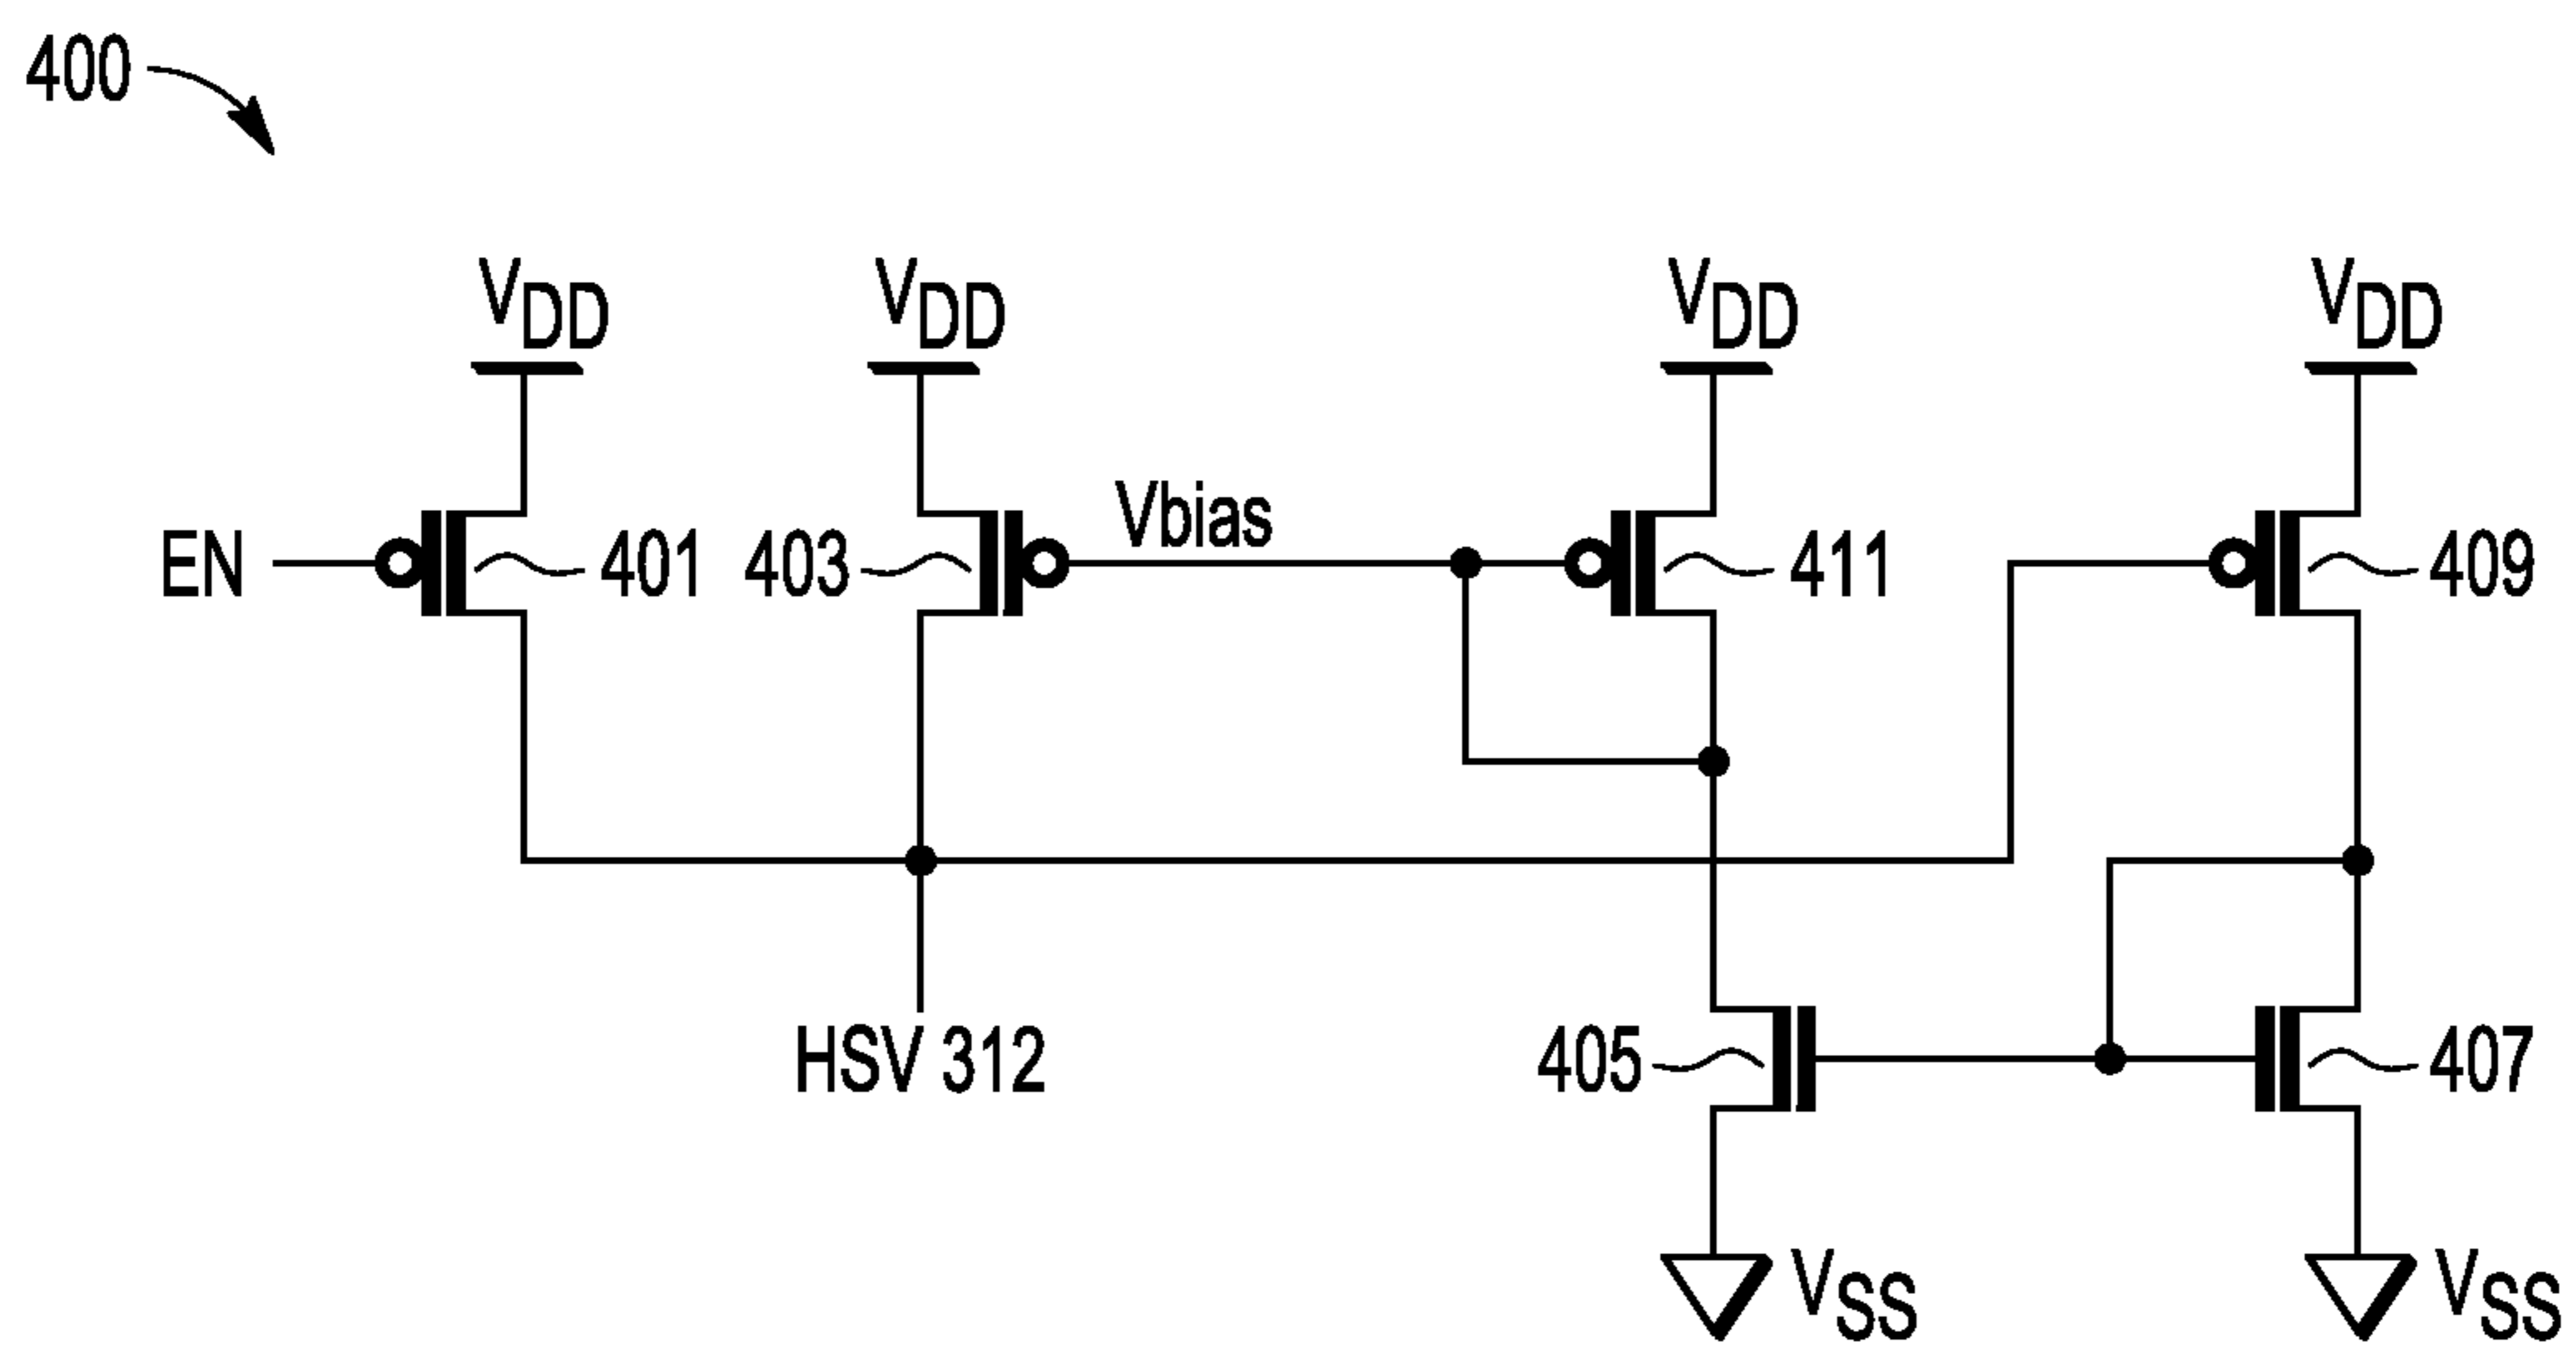 400
VDD VDD VDD VDD
EN 401 403 Vbias 411 409
HSV 312 405 407
VSS VSS